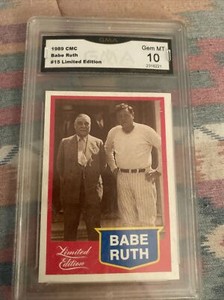 1989 CMC
Babe Ruth
#15 Limited Edition
Gem MT
10
Limited
Edition
BABE
RUTH